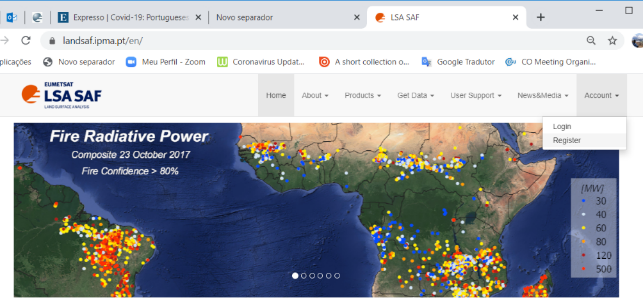 Expresso | Covid-19: Portugueses
Novo separador
LSA SAF
landsaf.ipma.pt/en/
plicações
Novo separador
Meu Perfil - Zoom
Coronavirus Updat...
A short collection o...
Google Tradutor
CO Meeting Organi...
EUMETSAT
LSA SAF
LAND SURFACE ANALYSIS
Home
About
Products
Get Data
User Support
News&Media
Account
Login
Register
Fire Radiative Power
Composite 23 October 2017
Fire Confidence > 80%
[MW]
30
40
60
80
120
500